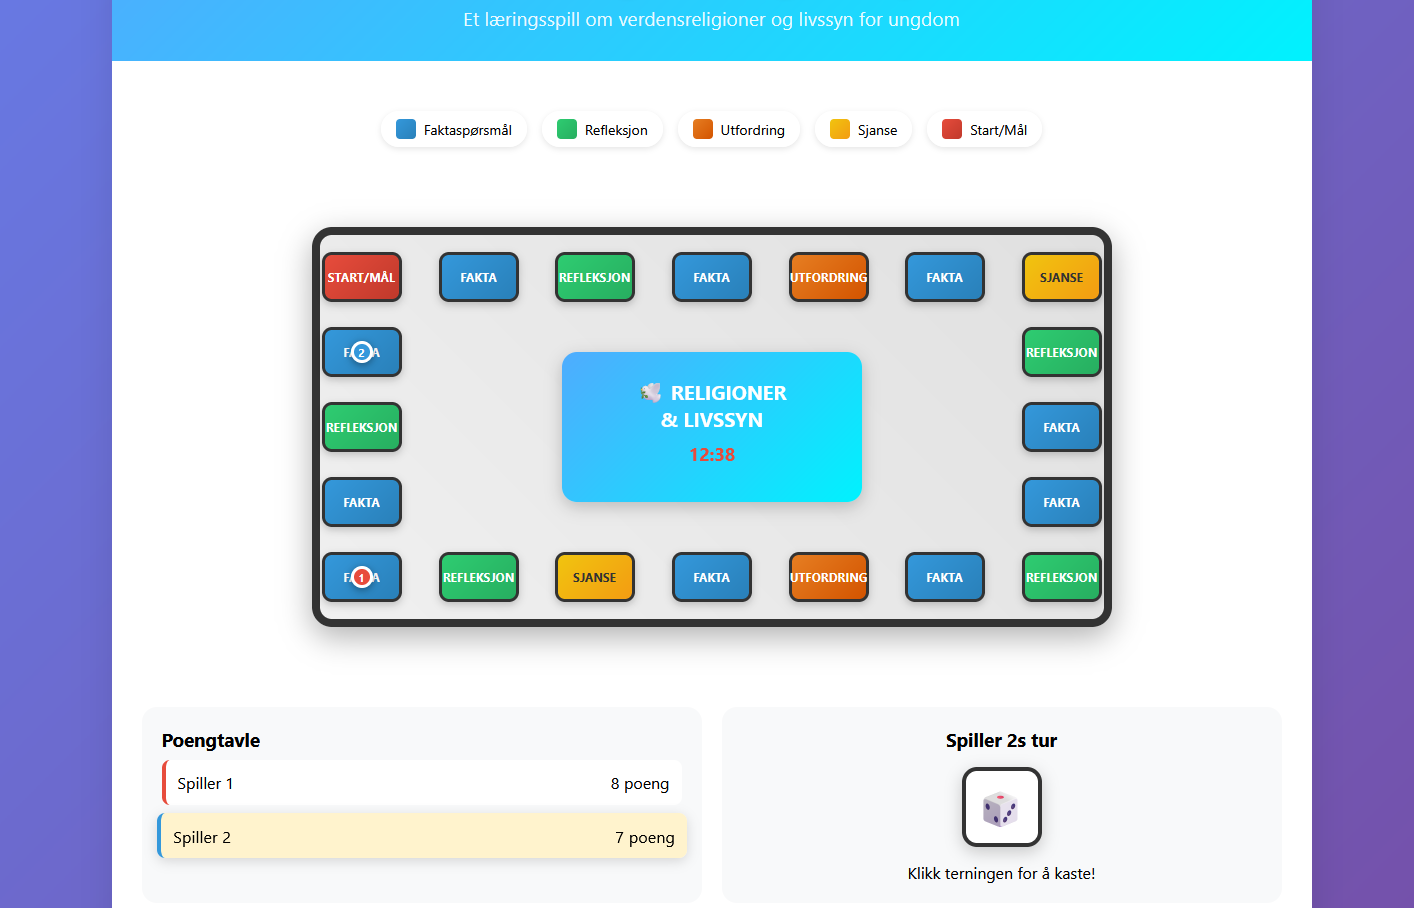 Et læringsspill om verdensreligioner og livssyn for ungdom
Faktaspørsmål
Refleksjon
Utfordring
Sjanse
Start/Mål
START/MÅL
FAKTA
REFLEKSJON
FAKTA
UTFORDRING
FAKTA
SJANSE
2
REFLEKSJON
RELIGIONER
& LIVSSYN
12:38
REFLEKSJON
FAKTA
FAKTA
FAKTA
1
REFLEKSJON
SJANSE
FAKTA
UTFORDRING
FAKTA
REFLEKSJON
Poengtavle
Spiller 1
8 poeng
Spiller 2
7 poeng
Spiller 2s tur
Klikk terningen for å kaste!